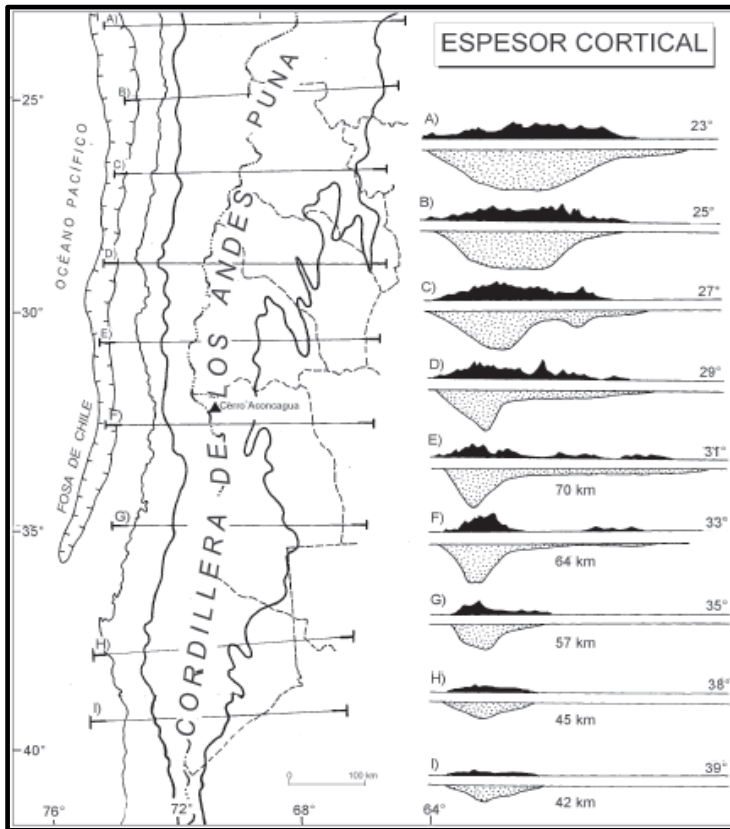 ESPESOR CORTICAL
A)
B)
C)
D
E)
F
G)
H)
I)
25°
30°
35°
40°
76°
72°
68°
64°
OCÉANO PACÍFICO
FOSA DE CHILE
CORDILLERA DE LOS ANDES
PUNA
Cerro Aconcagua
0 100 km
A) 23°
B) 25°
C) 27°
D) 29°
E) 31°
70 km
F) 33°
64 km
G) 35°
57 km
H) 38°
45 km
I) 39°
42 km